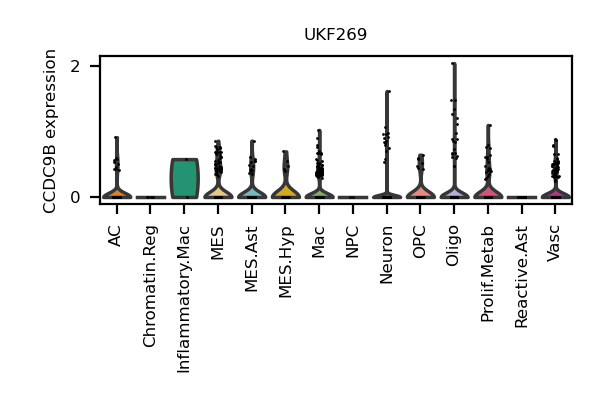 UKF269
CCDC9B expression
2
0
AC
Chromatin.Reg
Inflammatory.Mac
MES
MES.Ast
MES.Hyp
Mac
NPC
Neuron
OPC
Oligo
Prolif.Metab
Reactive.Ast
Vasc